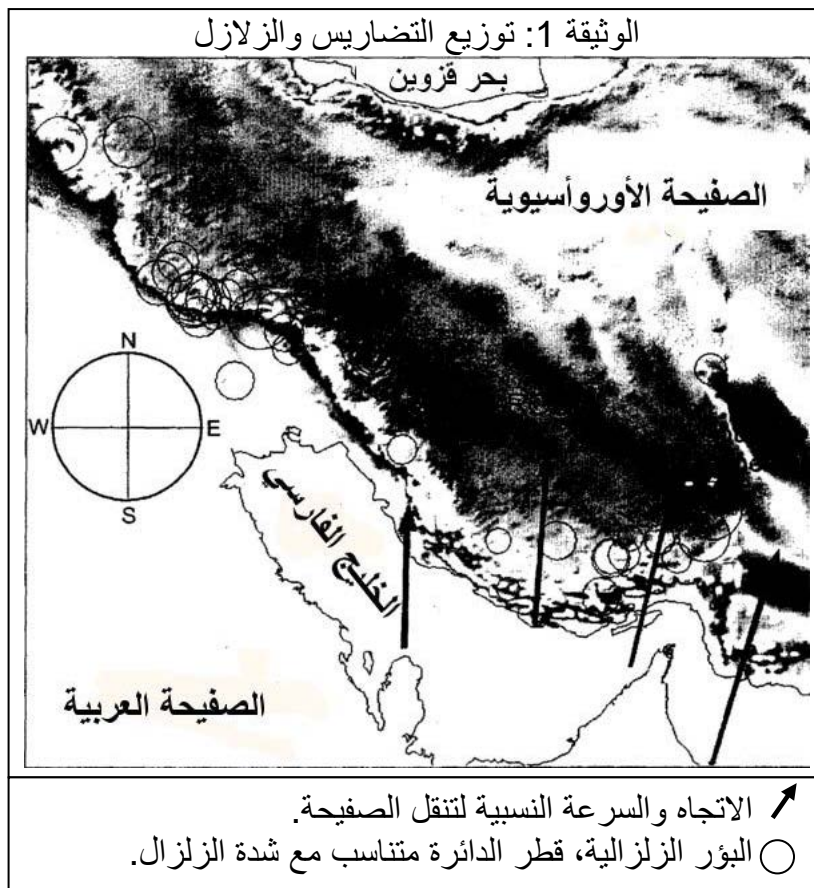 الوثيقة 1: توزيع التضاريس والزلازل
بحر قزوين
الصفيحة الأوروأسيوية
N
W
E
S
الخليج الفارسي
الصفيحة العربية
الاتجاه والسرعة النسبية لتنقل الصفيحة.
البؤر الزلزالية، قطر الدائرة متناسب مع شدة الزلزال.